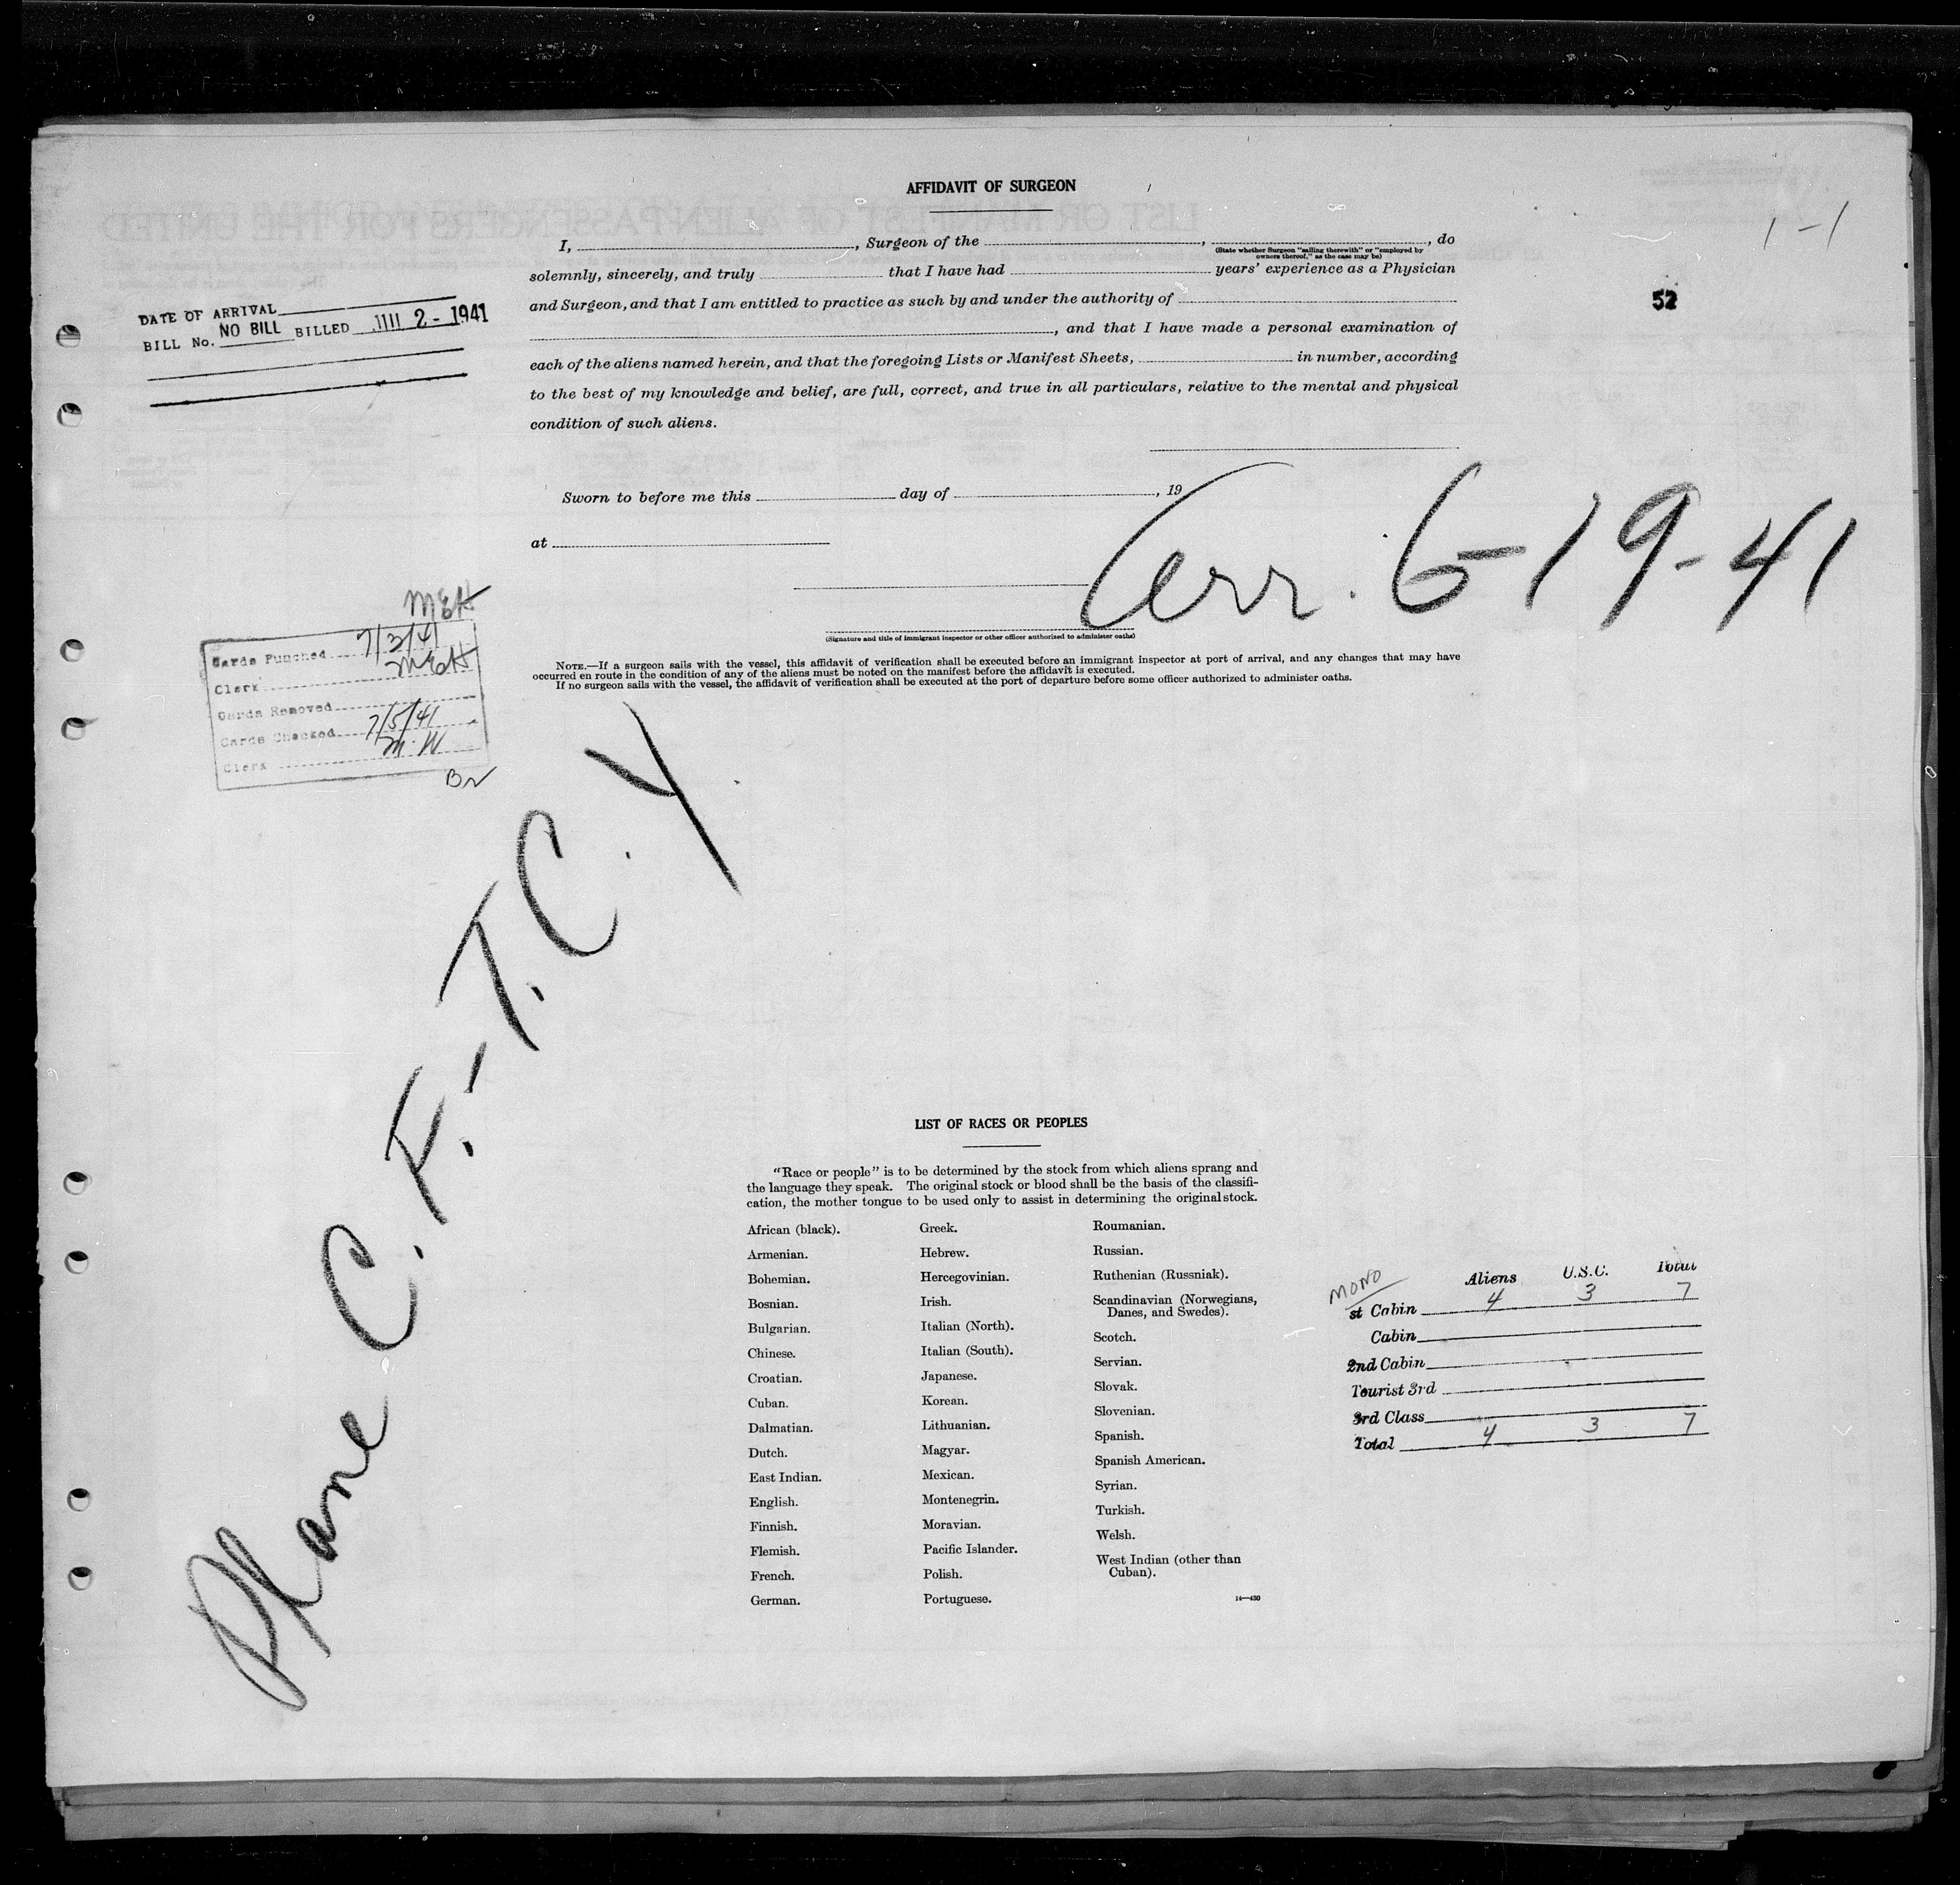 AFFIDAVIT OF SURGEON
1-1
I, , Surgeon of the , , do
(State whether Surgeon "sailing therewith" or "employed by
owners thereof," as the case may be)
solemnly, sincerely, and truly that I have had years' experience as a Physician
and Surgeon, and that I am entitled to practice as such by and under the authority of
, and that I have made a personal examination of
each of the aliens named herein, and that the foregoing Lists or Manifest Sheets, in number, according
to the best of my knowledge and belief, are full, correct, and true in all particulars, relative to the mental and physical
condition of such aliens.
52
DATE OF ARRIVAL
BILL No. NO BILL BILLED 2-1941
Sworn to before me this day of , 19
at
Arr. 6-19-41
(Signature and title of immigrant inspector or other officer authorized to administer oaths)
NOTE.—If a surgeon sails with the vessel, this affidavit of verification shall be executed before an immigrant inspector at port of arrival, and any changes that may have
occurred en route in the condition of any of the aliens must be noted on the manifest before the affidavit is executed.
If no surgeon sails with the vessel, the affidavit of verification shall be executed at the port of departure before some officer authorized to administer oaths.
MEH
Cards Punched 7/3/41
Clerk MEH
Cards Removed
Cards Checked 7/5/41
Clerk M.W
Plane C. F.-T.C.Y
LIST OF RACES OR PEOPLES
"Race or people" is to be determined by the stock from which aliens sprang and
the language they speak. The original stock or blood shall be the basis of the classifi-
cation, the mother tongue to be used only to assist in determining the original stock.
African (black).
Armenian.
Bohemian.
Bosnian.
Bulgarian.
Chinese.
Croatian.
Cuban.
Dalmatian.
Dutch.
East Indian.
English.
Finnish.
Flemish.
French.
German.
Greek.
Hebrew.
Hercegovinian.
Irish.
Italian (North).
Italian (South).
Japanese.
Korean.
Lithuanian.
Magyar.
Mexican.
Montenegrin.
Moravian.
Pacific Islander.
Polish.
Portuguese.
Roumanian.
Russian.
Ruthenian (Russniak).
Scandinavian (Norwegians,
Danes, and Swedes).
Scotch.
Servian.
Slovak.
Slovenian.
Spanish.
Spanish American.
Syrian.
Turkish.
Welsh.
West Indian (other than
Cuban).
14—430
MONO
Aliens U.S.C. Total
st Cabin 4 3 7
Cabin
2nd Cabin
Tourist 3rd
3rd Class
Total 4 3 7